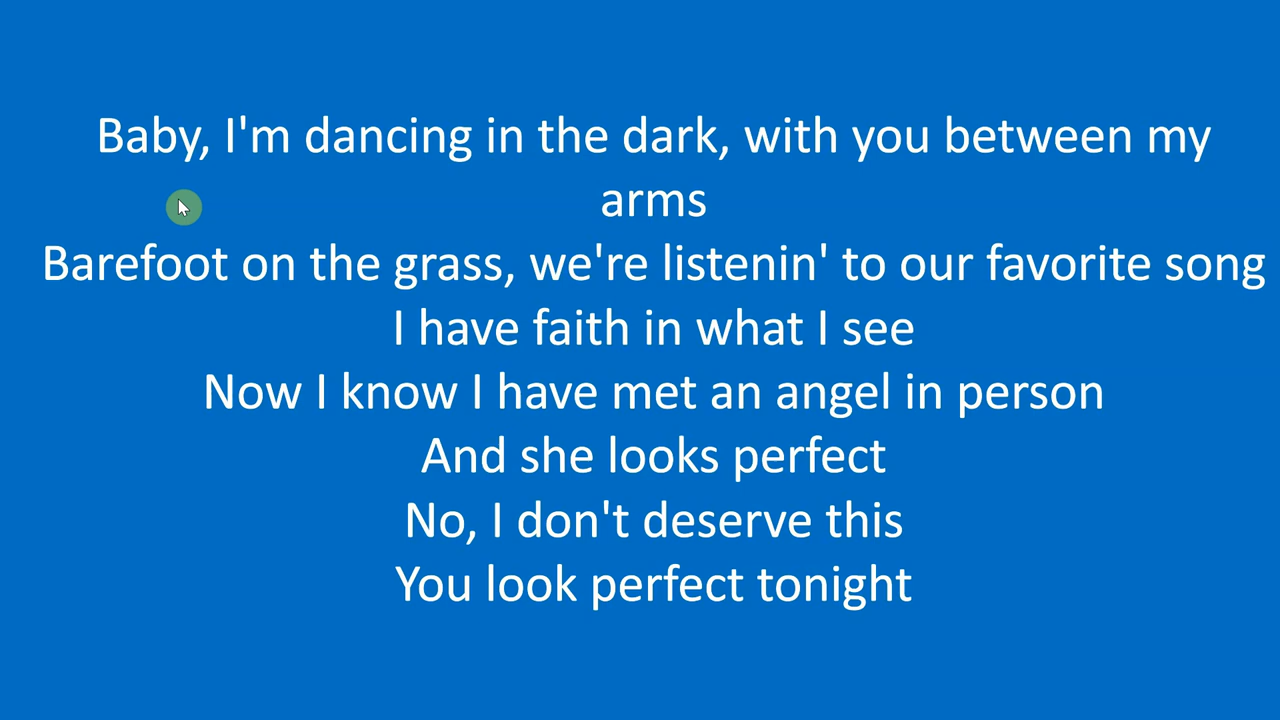 Baby, I'm dancing in the dark, with you between my
arms
Barefoot on the grass, we're listenin' to our favorite song
I have faith in what I see
Now I know I have met an angel in person
And she looks perfect
No, I don't deserve this
You look perfect tonight